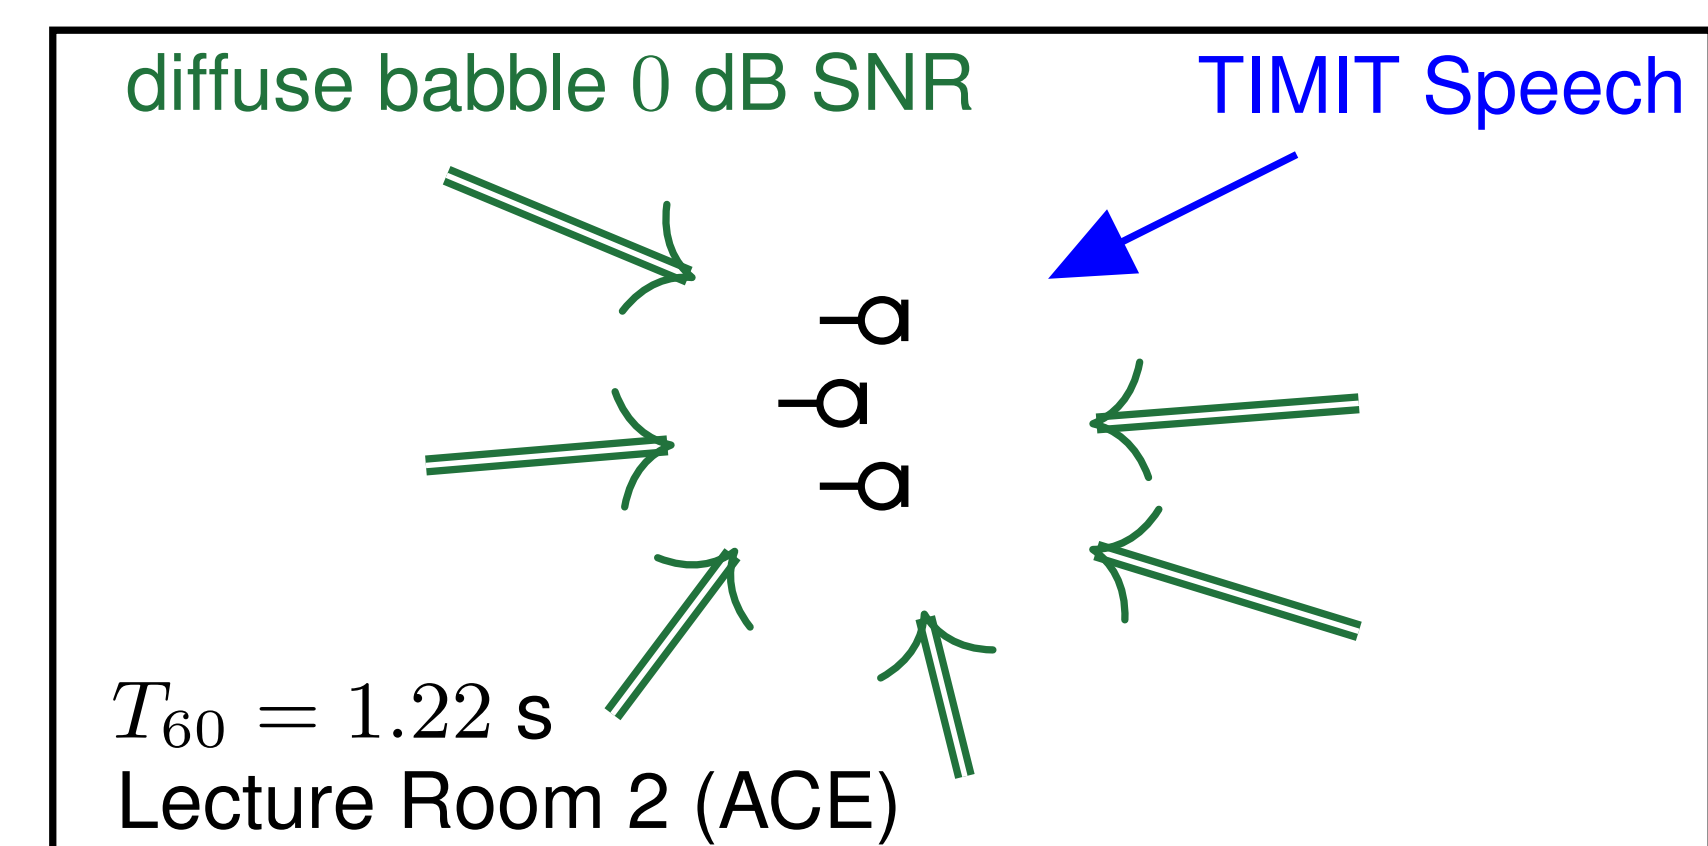 diffuse babble 0 dB SNR
TIMIT Speech
T₆₀ = 1.22 s
Lecture Room 2 (ACE)